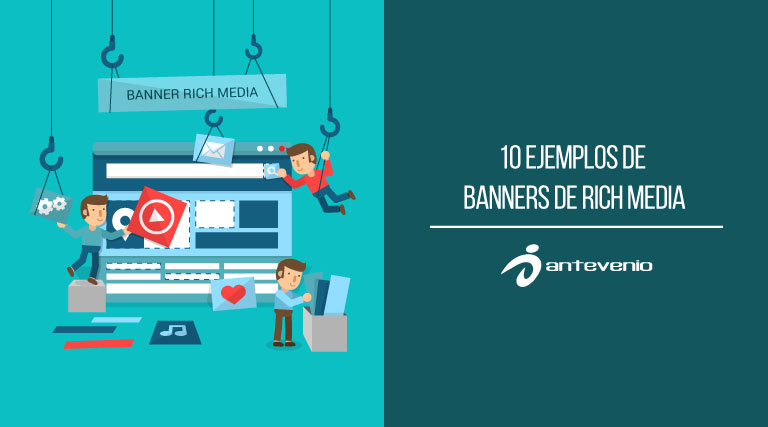 BANNER RICH MEDIA
10 EJEMPLOS DE
BANNERS DE RICH MEDIA
antevenio